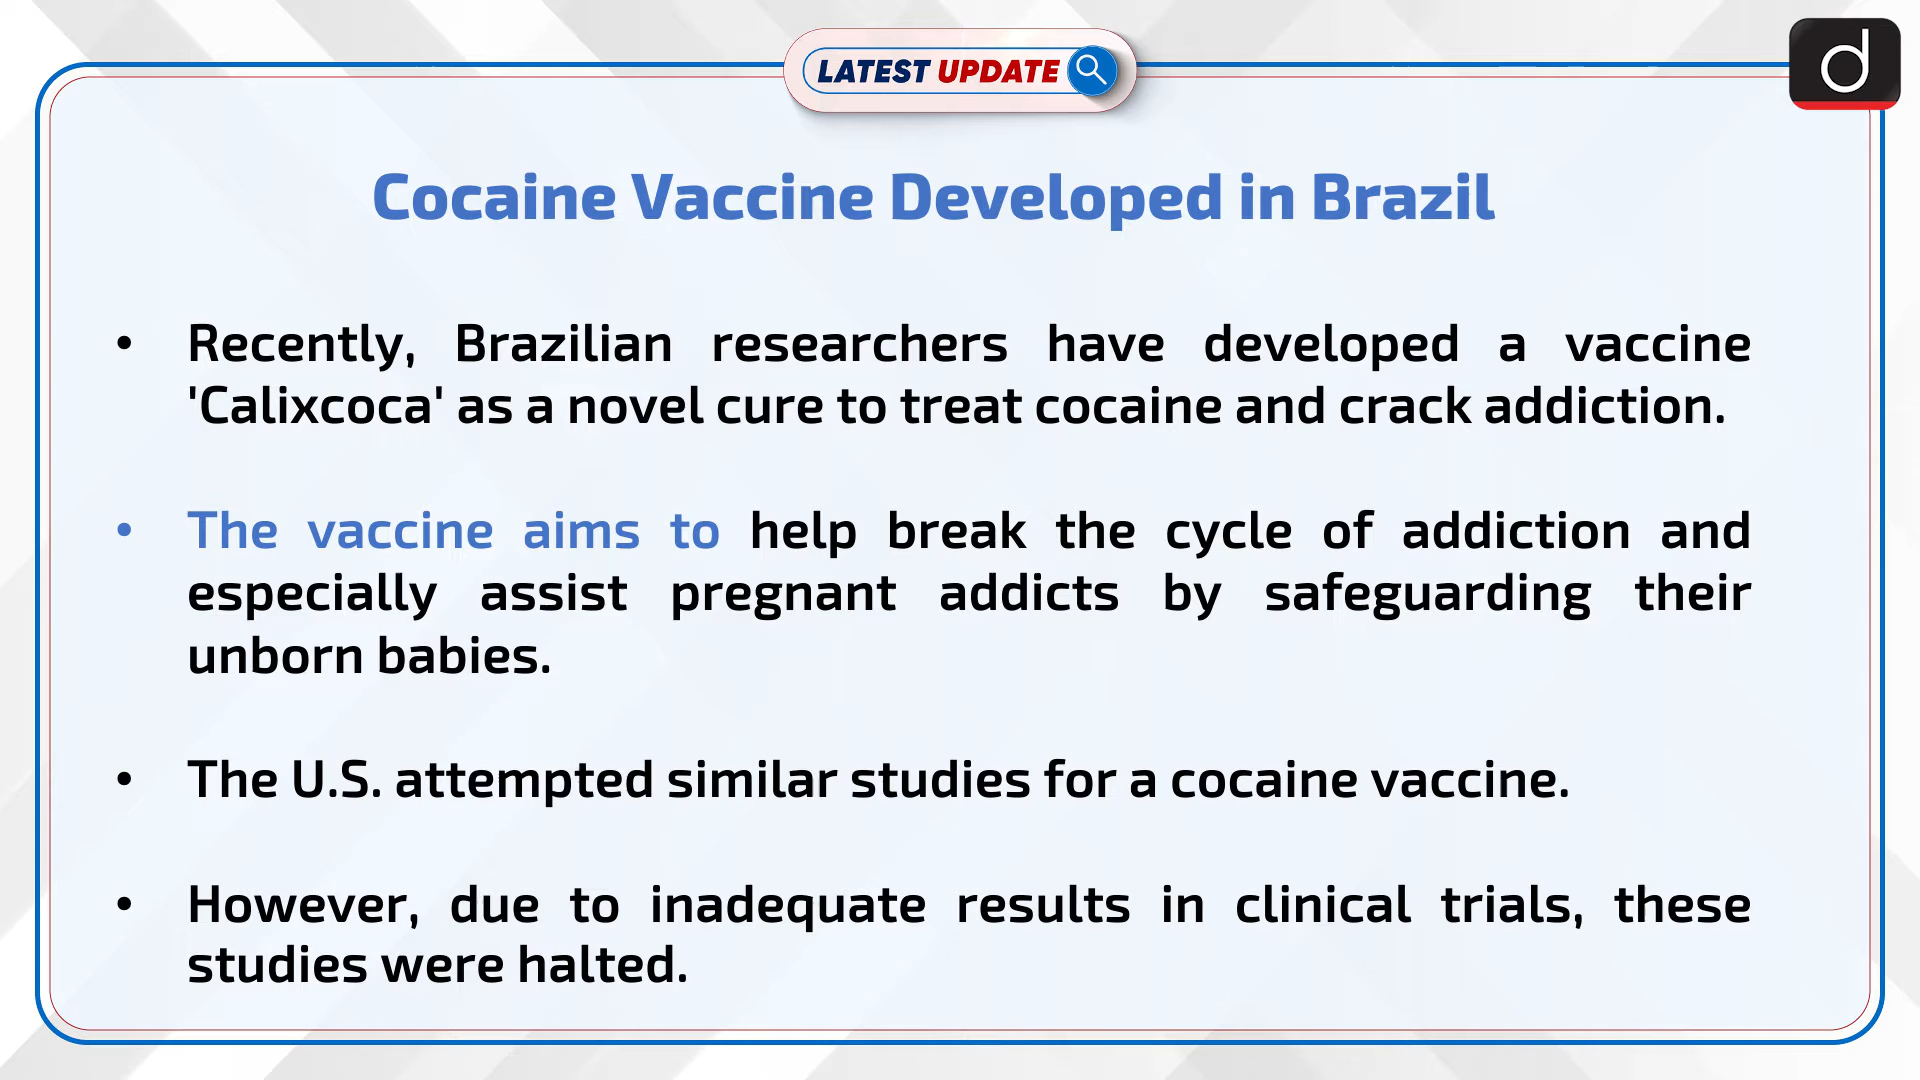 LATEST UPDATE
d
Cocaine Vaccine Developed in Brazil
• Recently, Brazilian researchers have developed a vaccine
'Calixcoca' as a novel cure to treat cocaine and crack addiction.
• The vaccine aims to help break the cycle of addiction and
especially assist pregnant addicts by safeguarding their
unborn babies.
• The U.S. attempted similar studies for a cocaine vaccine.
• However, due to inadequate results in clinical trials, these
studies were halted.